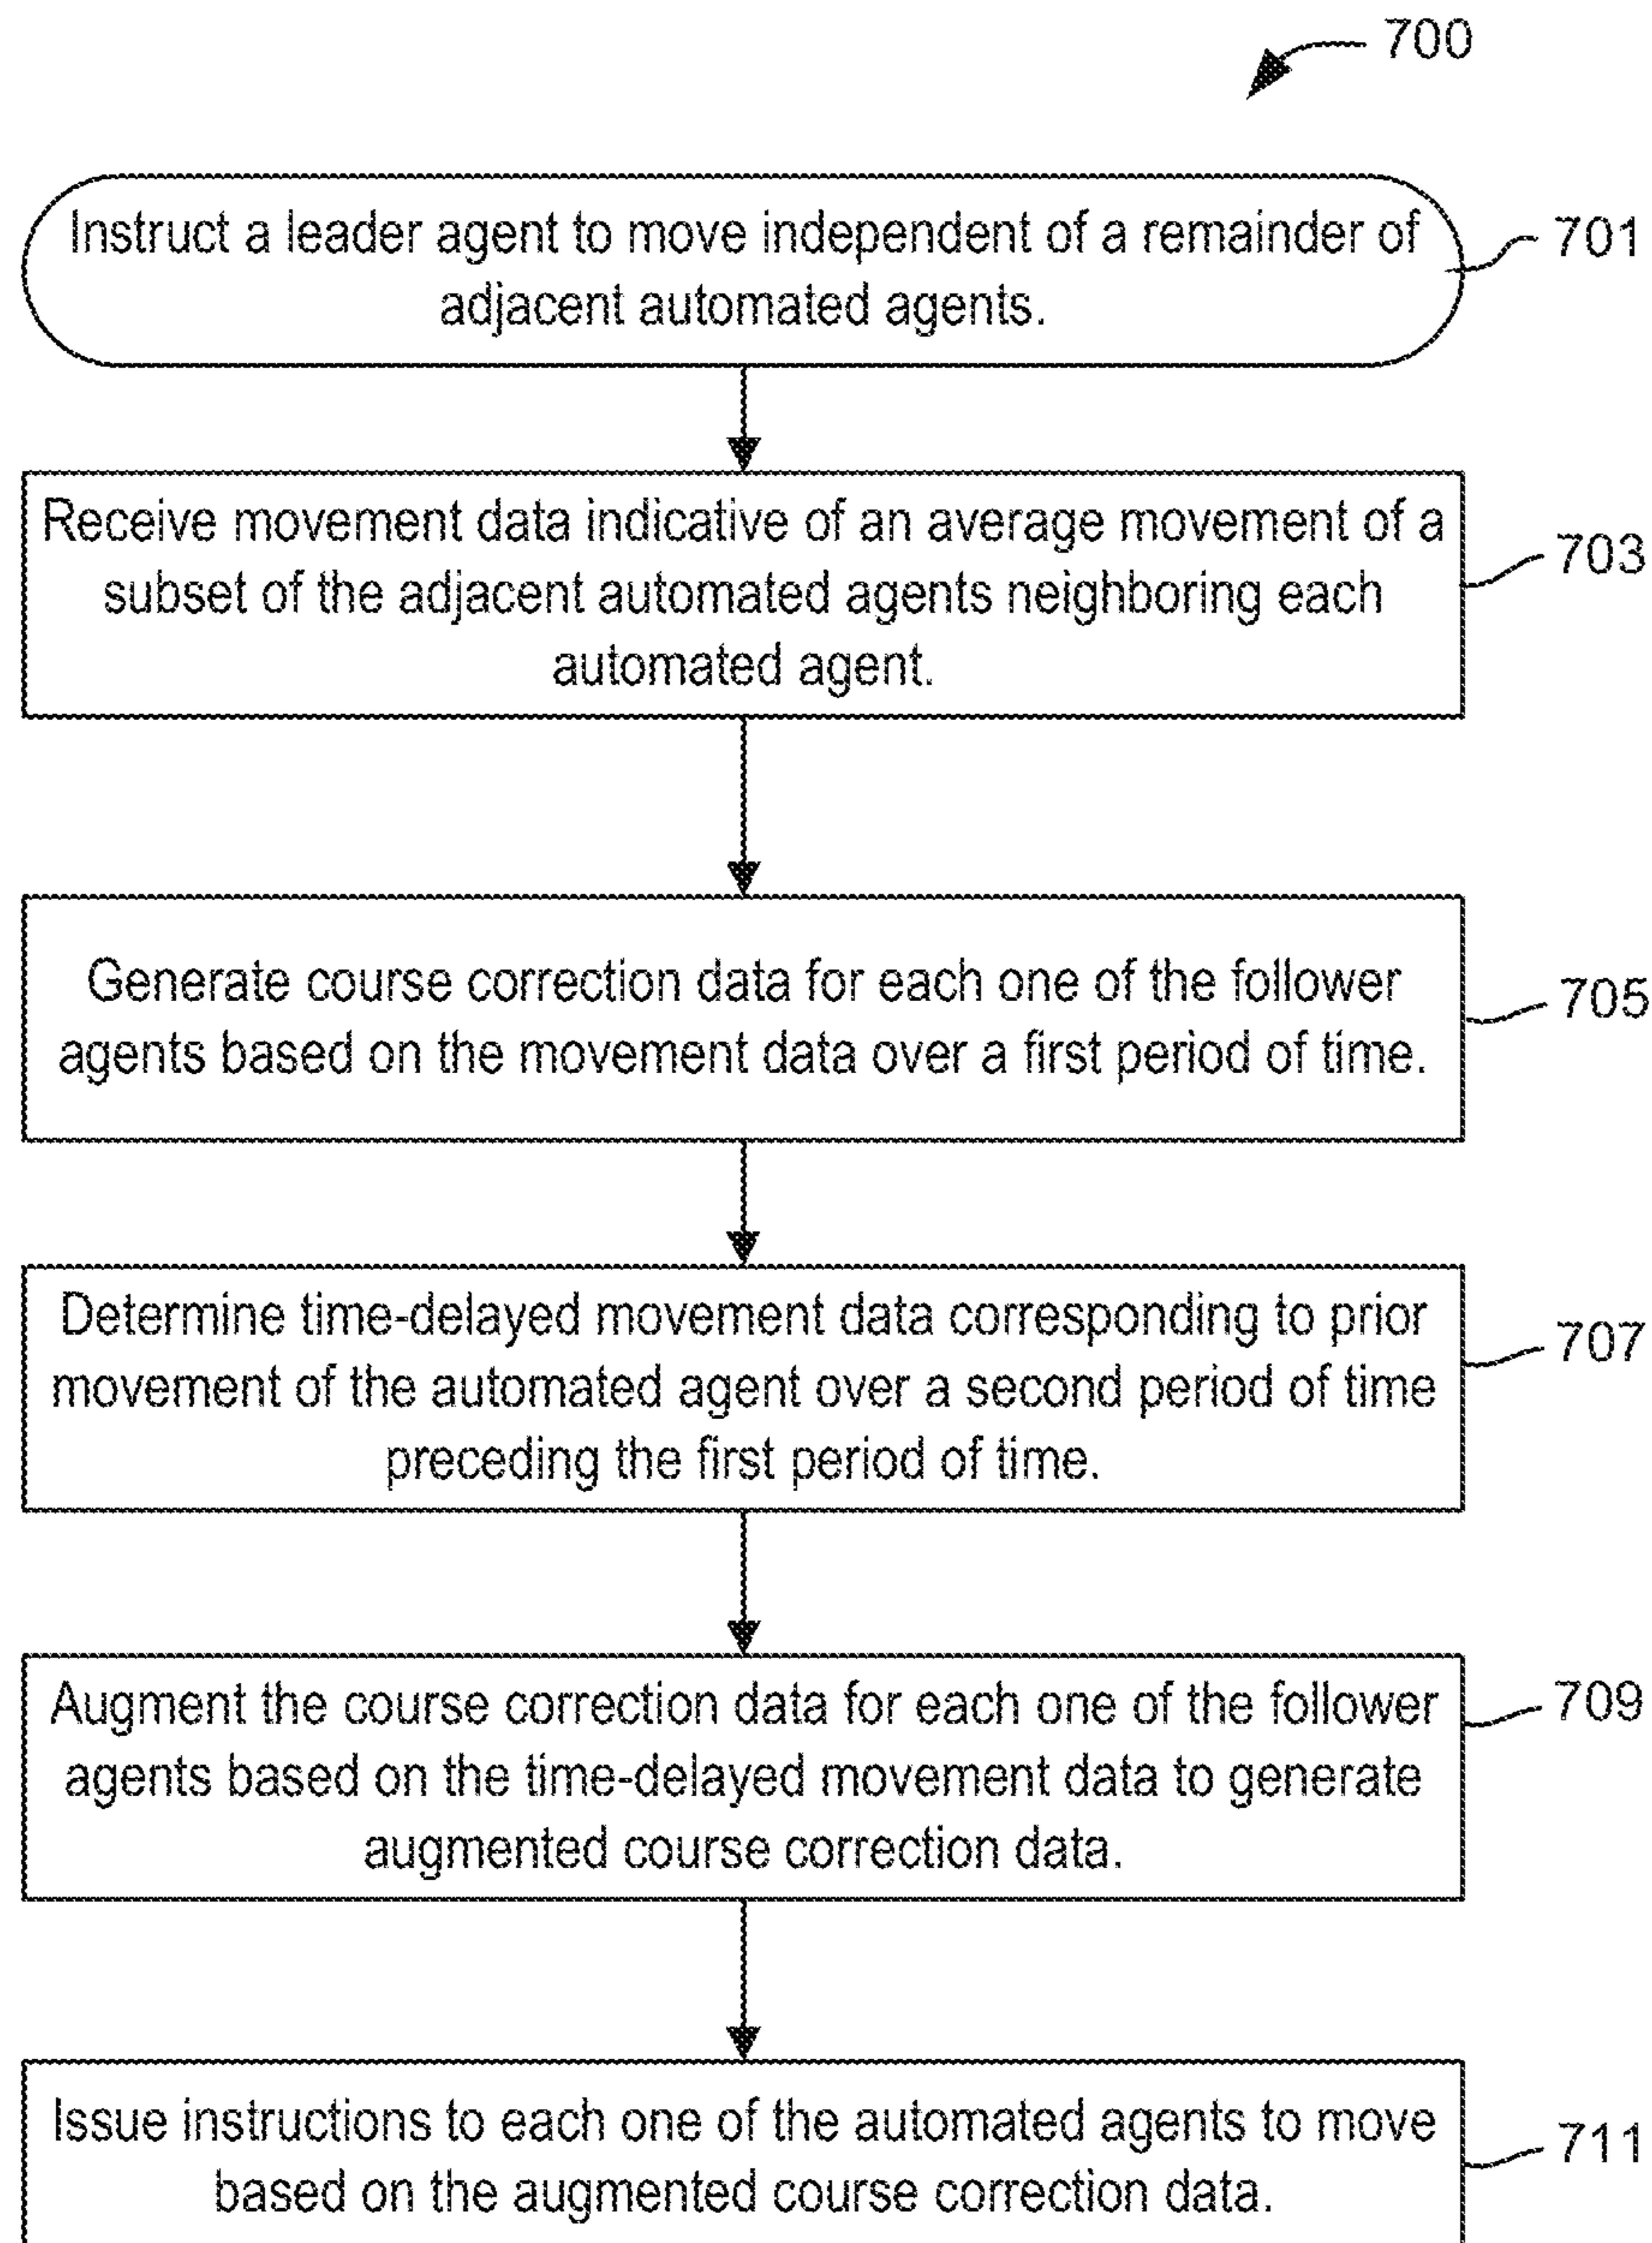 700
Instruct a leader agent to move independent of a remainder of
adjacent automated agents.
701
Receive movement data indicative of an average movement of a
subset of the adjacent automated agents neighboring each
automated agent.
703
Generate course correction data for each one of the follower
agents based on the movement data over a first period of time.
705
Determine time-delayed movement data corresponding to prior
movement of the automated agent over a second period of time
preceding the first period of time.
707
Augment the course correction data for each one of the follower
agents based on the time-delayed movement data to generate
augmented course correction data.
709
Issue instructions to each one of the automated agents to move
based on the augmented course correction data.
711